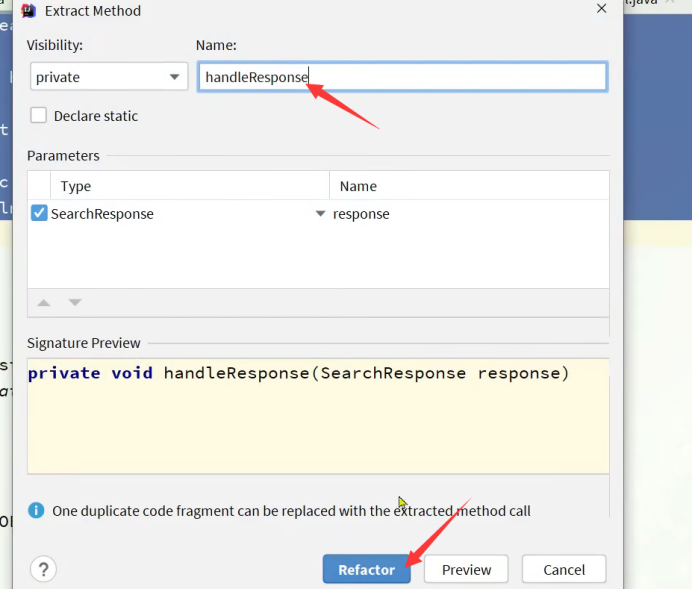 Extract Method
Visibility:
Name:
private
handleResponse
Declare static
Parameters
Type
Name
SearchResponse
response
Signature Preview
private void handleResponse(SearchResponse response)
One duplicate code fragment can be replaced with the extracted method call
?
Refactor
Preview
Cancel